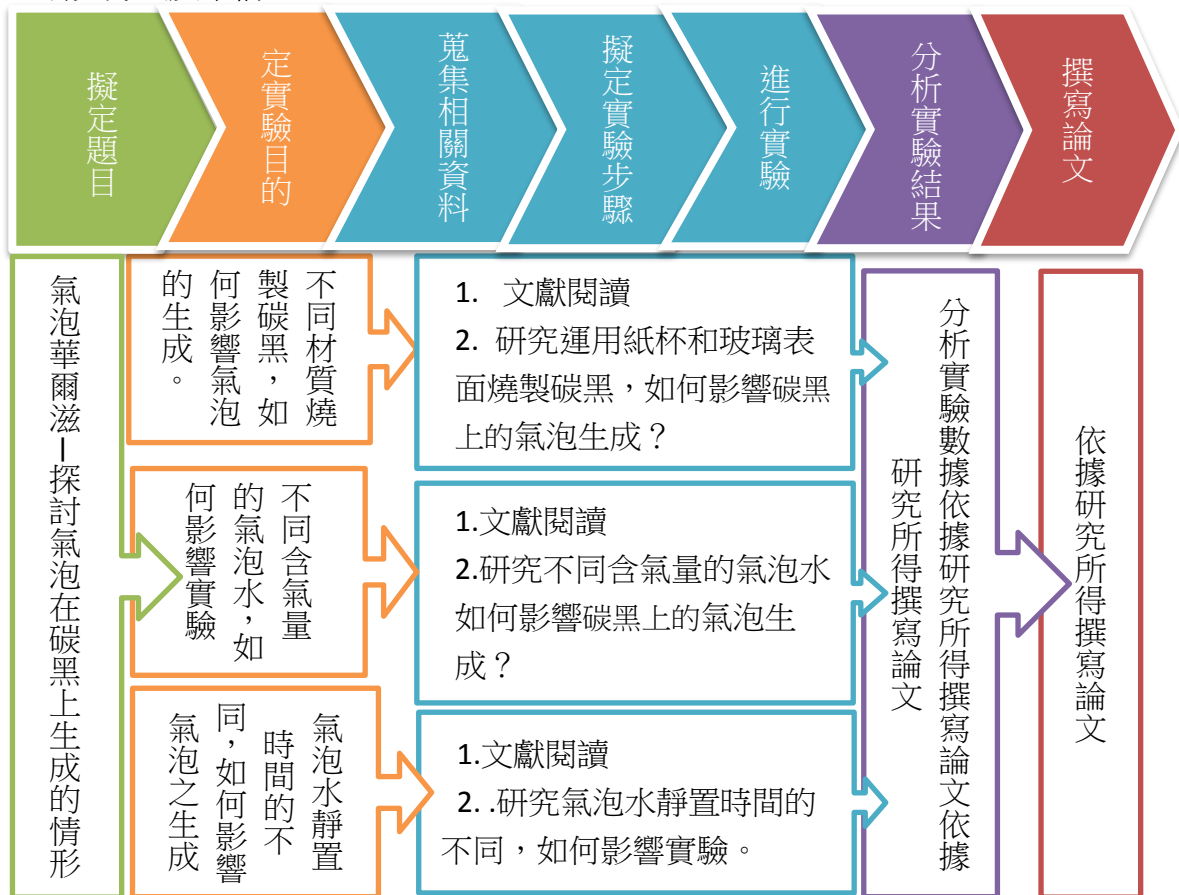 擬定題目
定實驗目的
蒐集相關資料
擬定實驗步驟
進行實驗
分析實驗結果
撰寫論文
氣泡華爾滋—探討氣泡在碳黑上生成的情形
不同材質燒
製碳黑，如
何影響氣泡
的生成。
1. 文獻閱讀
2. 研究運用紙杯和玻璃表
面燒製碳黑，如何影響碳黑
上的氣泡生成？
不同含氣量
的氣泡水，如
何影響實驗
1.文獻閱讀
2.研究不同含氣量的氣泡水
如何影響碳黑上的氣泡生
成？
氣泡水靜置
時間的不
同，如何影響
氣泡之生成
1.文獻閱讀
2. .研究氣泡水靜置時間的
不同，如何影響實驗。
分析實驗數據依據研究所得撰寫論文依據
研究所得撰寫論文
依據研究所得撰寫論文